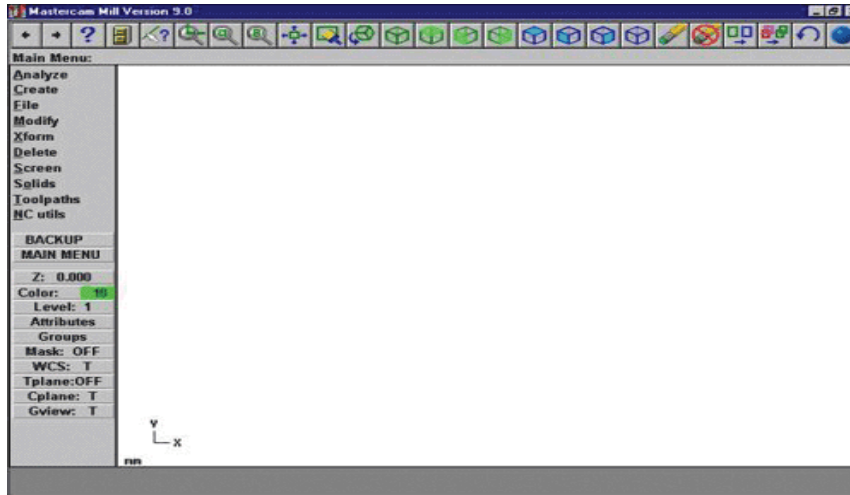 Mastercam Mill Version 9.0
Main Menu:
Analyze
Create
File
Modify
Xform
Delete
Screen
Solids
Toolpaths
NC utils
BACKUP
MAIN MENU
Z: 0.000
Color: 10
Level: 1
Attributes
Groups
Mask: OFF
WCS: T
Tplane:OFF
Cplane: T
Gview: T
Y
X
mm